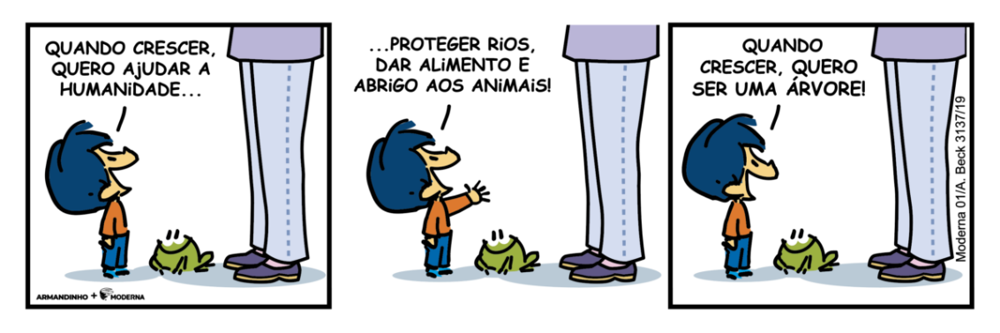 QUANDO CRESCER,
QUERO AJUDAR A
HUMANIDADE...
ARMANDINHO + MODERNA
...PROTEGER RIOS,
DAR ALIMENTO E
ABRIGO AOS ANIMAIS!
QUANDO
CRESCER, QUERO
SER UMA ÁRVORE!
Moderna 01/A. Beck 3137/19